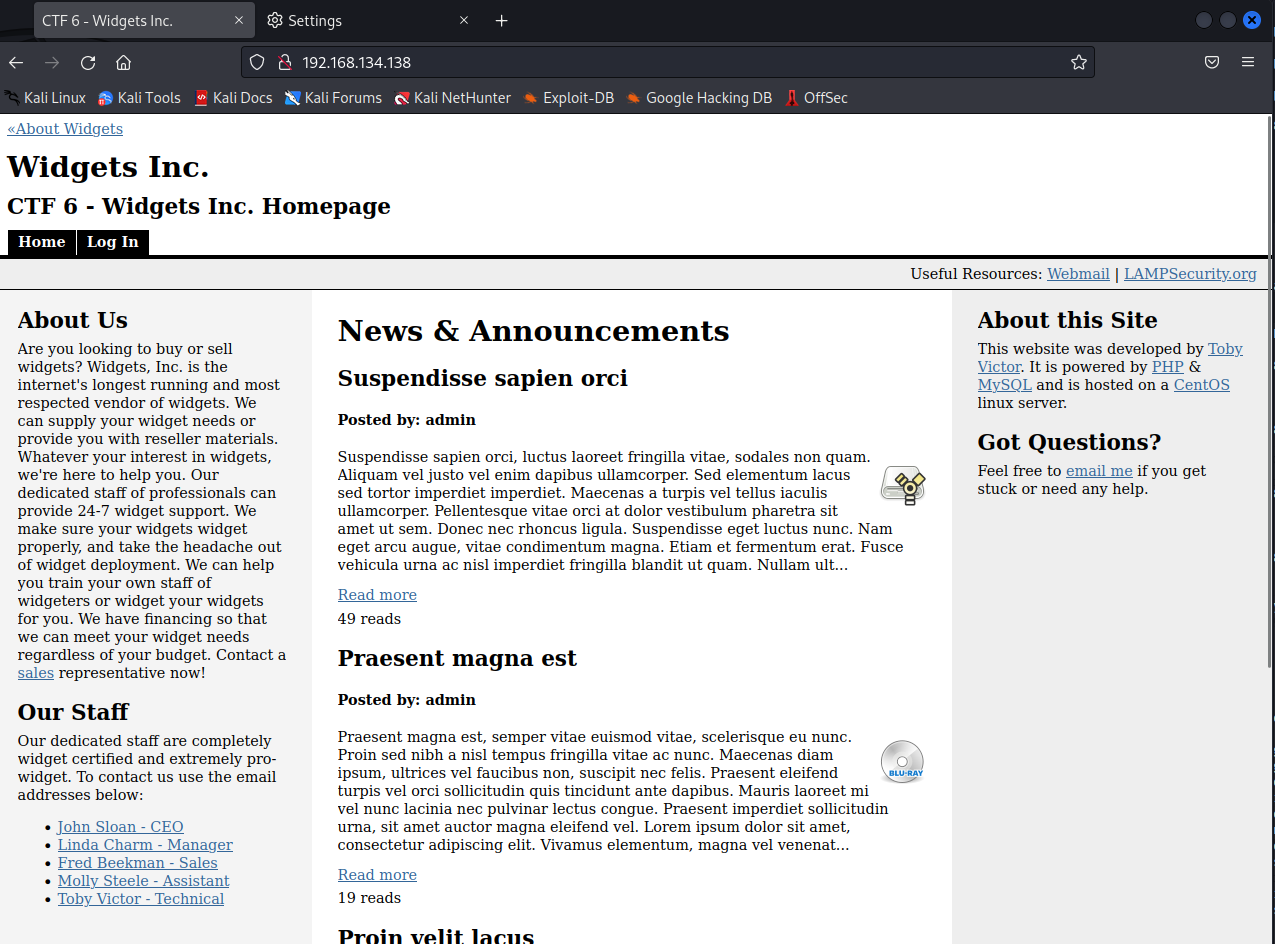 CTF 6 - Widgets Inc.
Settings
192.168.134.138
Kali Linux
Kali Tools
Kali Docs
Kali Forums
Kali NetHunter
Exploit-DB
Google Hacking DB
OffSec
«About Widgets
Widgets Inc.
CTF 6 - Widgets Inc. Homepage
Home
Log In
Useful Resources: Webmail | LAMPSecurity.org
About Us
Are you looking to buy or sell
widgets? Widgets, Inc. is the
internet's longest running and most
respected vendor of widgets. We
can supply your widget needs or
provide you with reseller materials.
Whatever your interest in widgets,
we're here to help you. Our
dedicated staff of professionals can
provide 24-7 widget support. We
make sure your widgets widget
properly, and take the headache out
of widget deployment. We can help
you train your own staff of
widgeters or widget your widgets
for you. We have financing so that
we can meet your widget needs
regardless of your budget. Contact a
sales representative now!
Our Staff
Our dedicated staff are completely
widget certified and extremely pro-
widget. To contact us use the email
addresses below:
John Sloan - CEO
Linda Charm - Manager
Fred Beekman - Sales
Molly Steele - Assistant
Toby Victor - Technical
News & Announcements
Suspendisse sapien orci
Posted by: admin
Suspendisse sapien orci, luctus laoreet fringilla vitae, sodales non quam.
Aliquam vel justo vel enim dapibus ullamcorper. Sed elementum lacus
sed tortor imperdiet imperdiet. Maecenas a turpis vel tellus iaculis
ullamcorper. Pellentesque vitae orci at dolor vestibulum pharetra sit
amet ut sem. Donec nec rhoncus ligula. Suspendisse eget luctus nunc. Nam
eget arcu augue, vitae condimentum magna. Etiam et fermentum erat. Fusce
vehicula urna ac nisl imperdiet fringilla blandit ut quam. Nullam ult...
Read more
49 reads
Praesent magna est
Posted by: admin
Praesent magna est, semper vitae euismod vitae, scelerisque eu nunc.
Proin sed nibh a nisl tempus fringilla vitae ac nunc. Maecenas diam
ipsum, ultrices vel faucibus non, suscipit nec felis. Praesent eleifend
turpis vel orci sollicitudin quis tincidunt ante dapibus. Mauris laoreet mi
vel nunc lacinia nec pulvinar lectus congue. Praesent imperdiet sollicitudin
urna, sit amet auctor magna eleifend vel. Lorem ipsum dolor sit amet,
consectetur adipiscing elit. Vivamus elementum, magna vel venenat...
BLU-RAY
Read more
19 reads
Proin velit lacus
About this Site
This website was developed by Toby
Victor. It is powered by PHP &
MySQL and is hosted on a CentOS
linux server.
Got Questions?
Feel free to email me if you get
stuck or need any help.